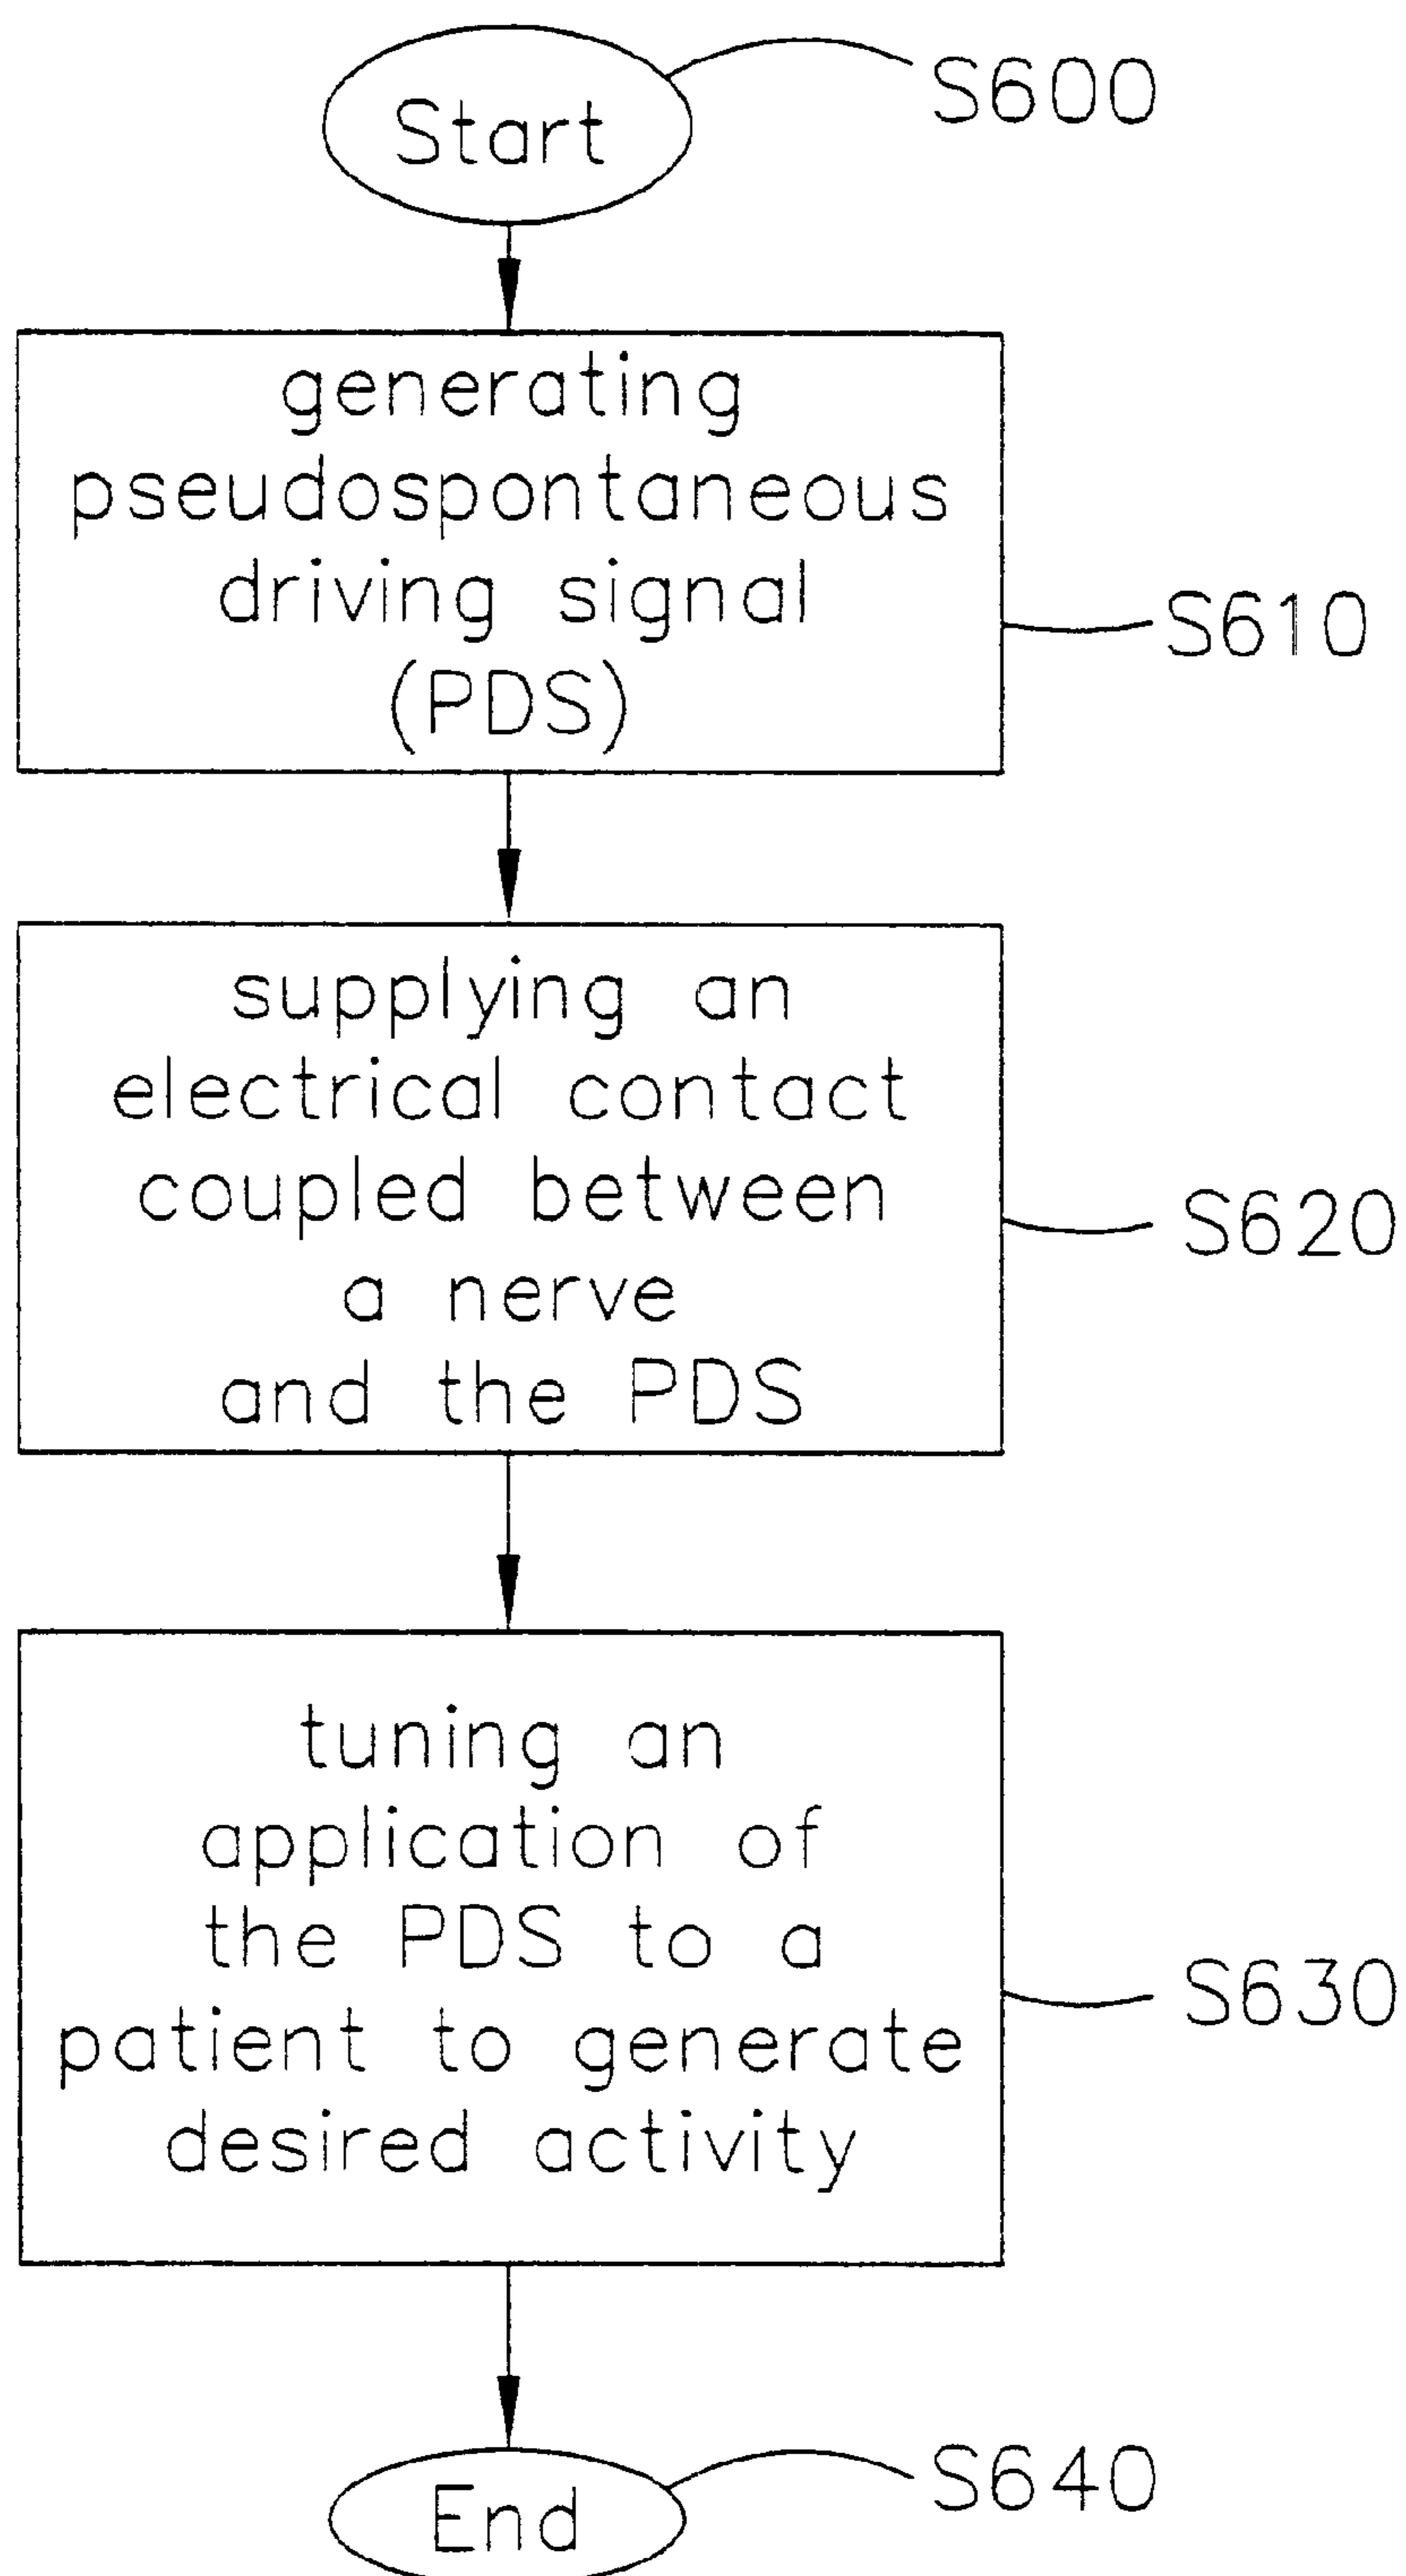 Start
S600
generating
pseudospontaneous
driving signal
(PDS)
S610
supplying an
electrical contact
coupled between
a nerve
and the PDS
S620
tuning an
application of
the PDS to a
patient to generate
desired activity
S630
End
S640